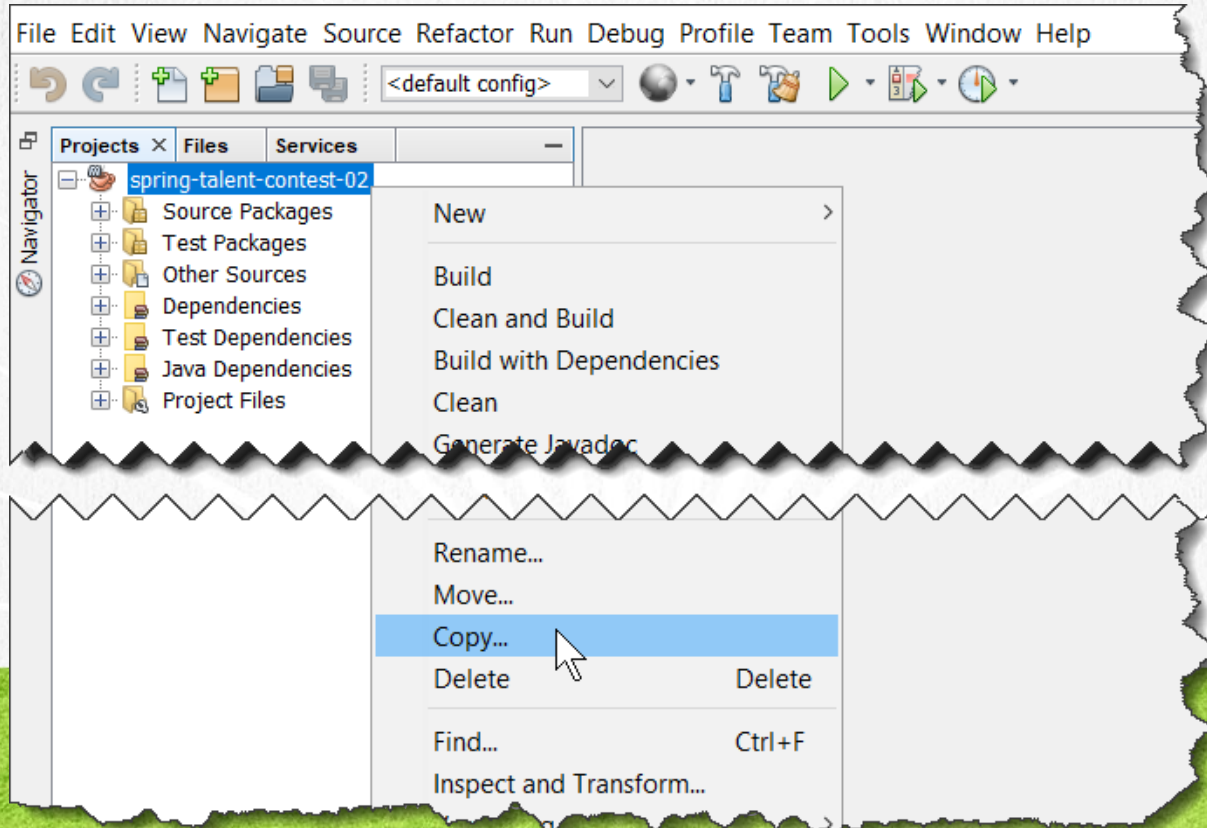 File Edit View Navigate Source Refactor Run Debug Profile Team Tools Window Help
<default config>
Projects Files Services
Navigator
spring-talent-contest-02
Source Packages
Test Packages
Other Sources
Dependencies
Test Dependencies
Java Dependencies
Project Files
New
Build
Clean and Build
Build with Dependencies
Clean
Generate Javadoc
Rename...
Move...
Copy...
Delete Delete
Find... Ctrl+F
Inspect and Transform...